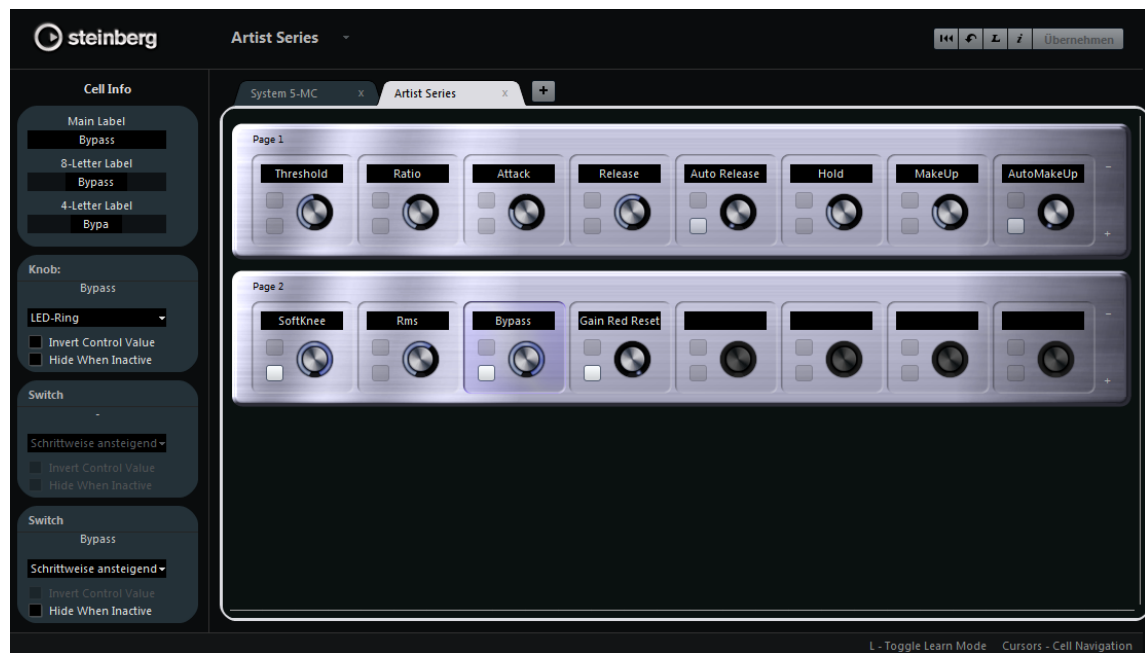 steinberg
Artist Series
L i Übernehmen
Cell Info
Main Label
Bypass
8-Letter Label
Bypass
4-Letter Label
Bypa
Knob:
Bypass
LED-Ring
Invert Control Value
Hide When Inactive
Switch
-
Schrittweise ansteigend
Invert Control Value
Hide When Inactive
Switch
Bypass
Schrittweise ansteigend
Invert Control Value
Hide When Inactive
System 5-MC x Artist Series x +
Page 1
Threshold Ratio Attack Release Auto Release Hold MakeUp AutoMakeUp
-
+
Page 2
SoftKnee Rms Bypass Gain Red Reset
-
+
L - Toggle Learn Mode Cursors - Cell Navigation